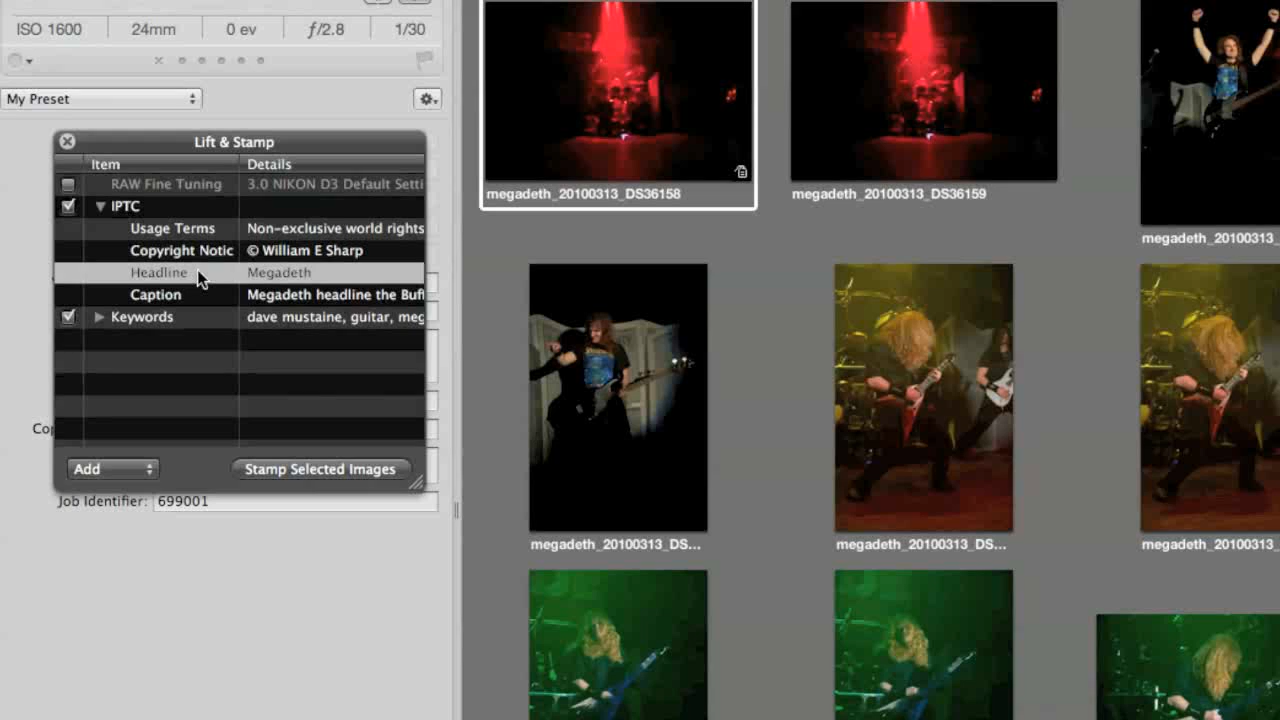 ISO 1600 24mm 0 ev ƒ/2.8 1/30
My Preset
Lift & Stamp
Item Details
RAW Fine Tuning 3.0 NIKON D3 Default Setti
IPTC
Usage Terms Non-exclusive world rights
Copyright Notic © William E Sharp
Headline Megadeth
Caption Megadeth headline the Buf
Keywords dave mustaine, guitar, meg
Cop
Add Stamp Selected Images
Job Identifier: 699001
megadeth_20100313_DS36158 megadeth_20100313_DS36159
megadeth_20100313_
megadeth_20100313_DS... megadeth_20100313_DS... megadeth_20100313_